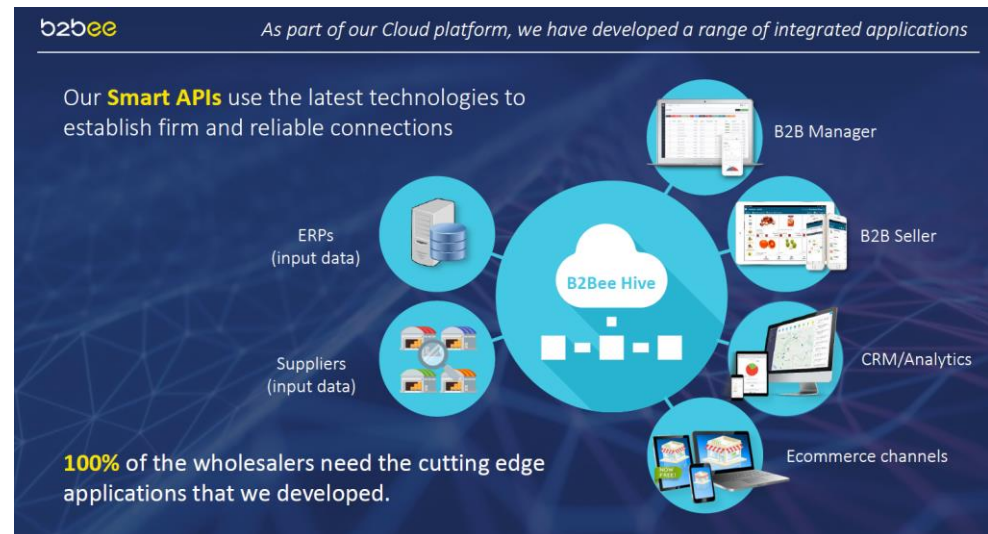 b2bee
As part of our Cloud platform, we have developed a range of integrated applications
Our Smart APIs use the latest technologies to
establish firm and reliable connections
B2B Manager
ERPs
(input data)
B2B Seller
B2Bee Hive
Suppliers
(input data)
CRM/Analytics
Ecommerce channels
NOW
FREE!
100% of the wholesalers need the cutting edge
applications that we developed.